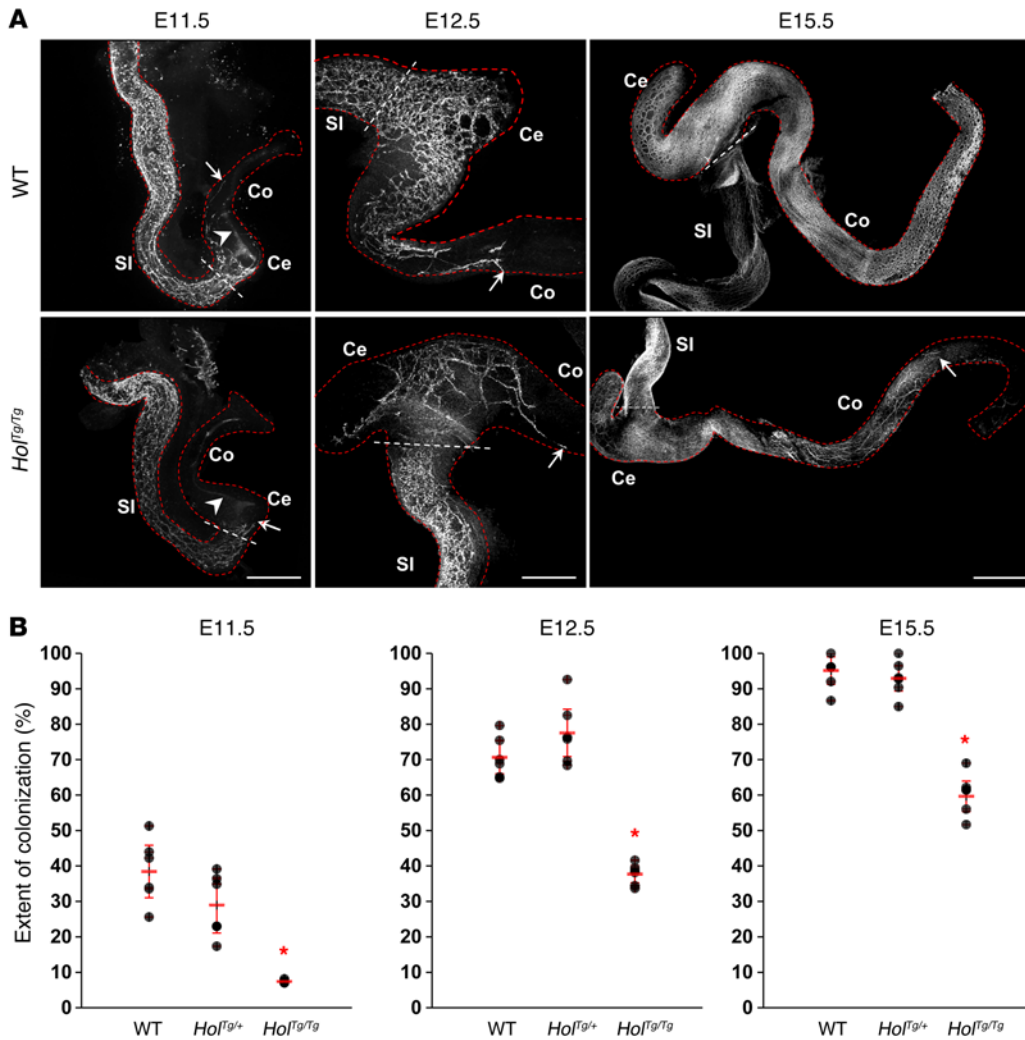 A
E11.5
E12.5
E15.5
WT
SI
Co
Ce
SI
Ce
Co
Ce
SI
Co
Hol^Tg/Tg
SI
Co
Ce
Ce
Co
SI
SI
Co
Ce
B
E11.5
E12.5
E15.5
Extent of colonization (%)
100
90
80
70
60
50
40
30
20
10
0
*
WT
Hol^Tg/+
Hol^Tg/Tg
100
90
80
70
60
50
40
30
20
10
0
*
WT
Hol^Tg/+
Hol^Tg/Tg
100
90
80
70
60
50
40
30
20
10
0
*
WT
Hol^Tg/+
Hol^Tg/Tg